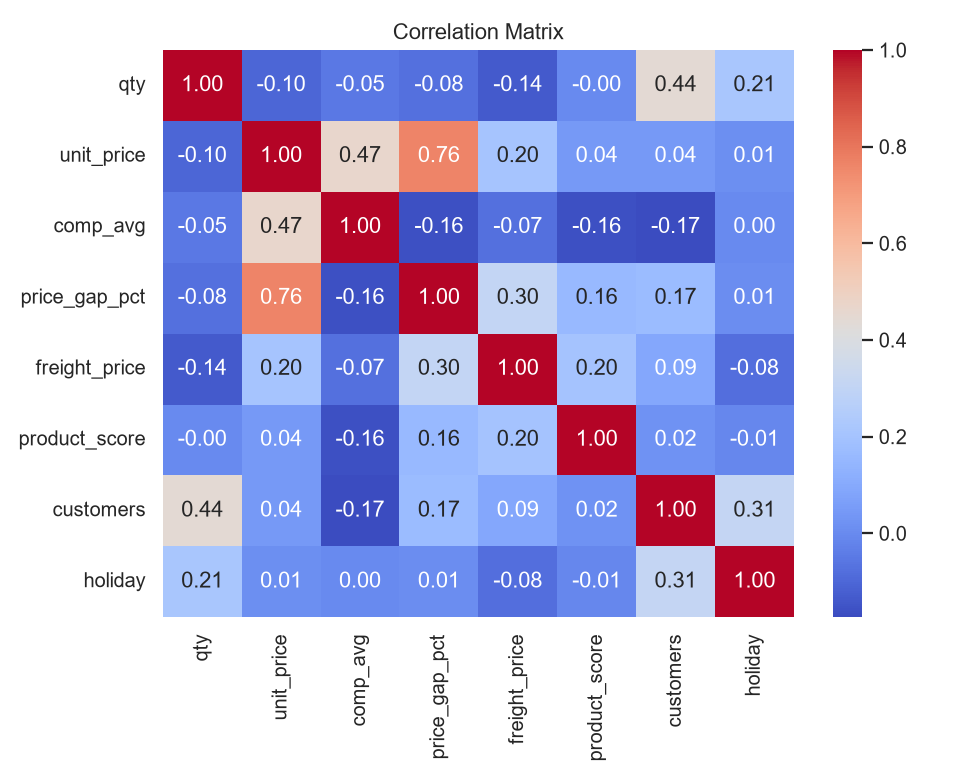 Correlation Matrix
qty 1.00 -0.10 -0.05 -0.08 -0.14 -0.00 0.44 0.21
unit_price -0.10 1.00 0.47 0.76 0.20 0.04 0.04 0.01
comp_avg -0.05 0.47 1.00 -0.16 -0.07 -0.16 -0.17 0.00
price_gap_pct -0.08 0.76 -0.16 1.00 0.30 0.16 0.17 0.01
freight_price -0.14 0.20 -0.07 0.30 1.00 0.20 0.09 -0.08
product_score -0.00 0.04 -0.16 0.16 0.20 1.00 0.02 -0.01
customers 0.44 0.04 -0.17 0.17 0.09 0.02 1.00 0.31
holiday 0.21 0.01 0.00 0.01 -0.08 -0.01 0.31 1.00
qty unit_price comp_avg price_gap_pct freight_price product_score customers holiday
1.0
0.8
0.6
0.4
0.2
0.0